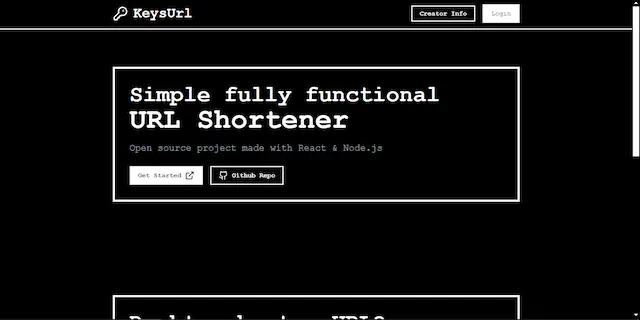 KeysUrl
Creator Info
Login
Simple fully functional
URL Shortener
Open source project made with React & Node.js
Get Started
Github Repo